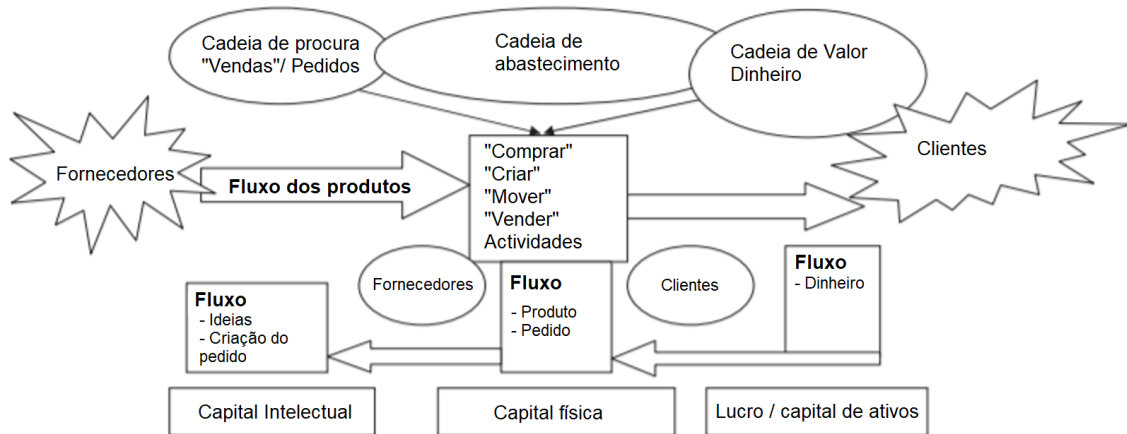 Cadeia de procura
"Vendas"/ Pedidos
Cadeia de
abastecimento
Cadeia de Valor
Dinheiro
Fornecedores
Fluxo dos produtos
"Comprar"
"Criar"
"Mover"
"Vender"
Actividades
Clientes
Fluxo
- Ideias
- Criação do
pedido
Fornecedores
Fluxo
- Produto
- Pedido
Clientes
Fluxo
- Dinheiro
Capital Intelectual
Capital física
Lucro / capital de ativos